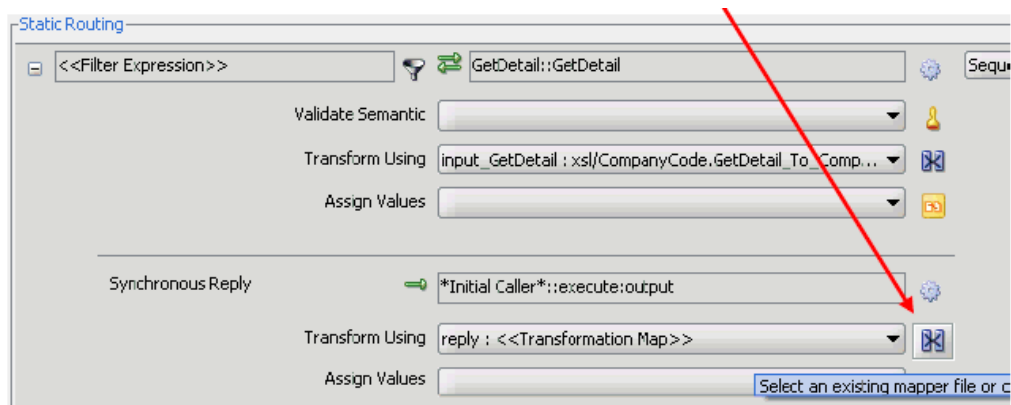 Static Routing
<<Filter Expression>> GetDetail::GetDetail Sequ
Validate Semantic
Transform Using input_GetDetail : xsl/CompanyCode.GetDetail_To_Comp...
Assign Values
Synchronous Reply *Initial Caller*::execute:output
Transform Using reply : <<Transformation Map>>
Assign Values
Select an existing mapper file or c